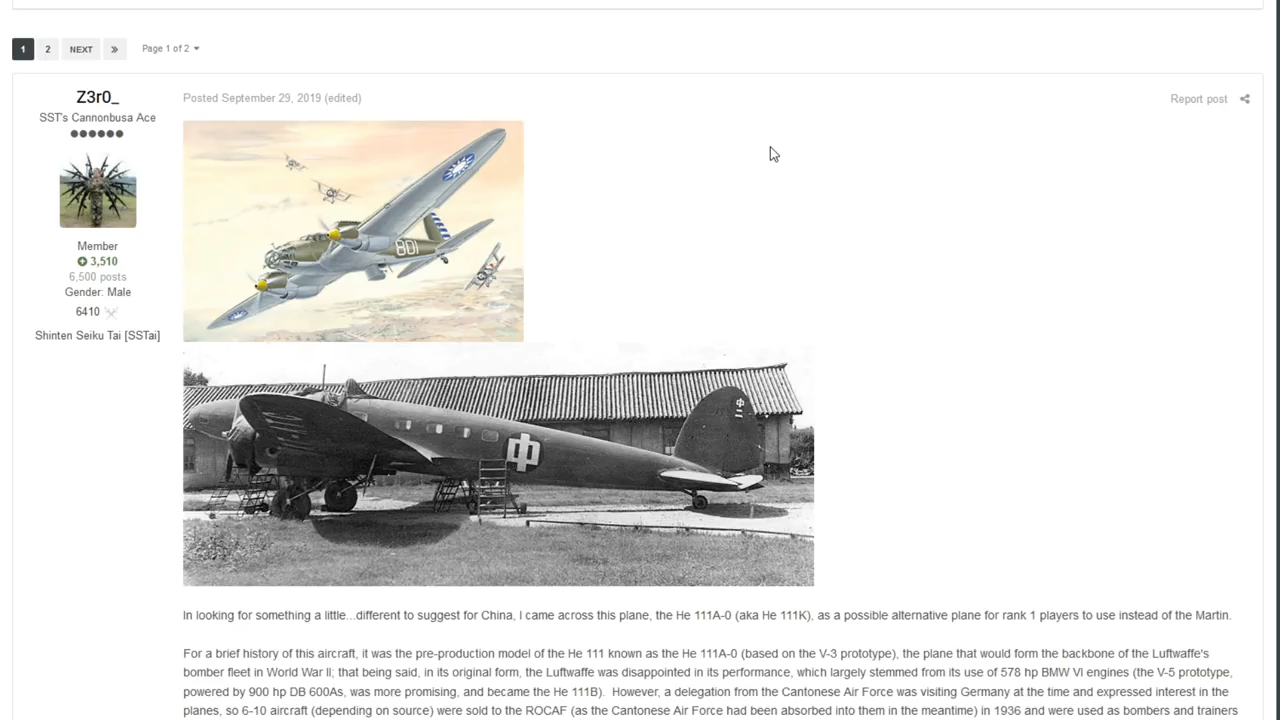 1 2 NEXT » Page 1 of 2
Z3r0_
SST's Cannonbusa Ace
Member
3,510
6,500 posts
Gender: Male
6410
Shinten Seiku Tai [SSTai]
Posted September 29, 2019 (edited)
Report post
801
中
中
二
In looking for something a little...different to suggest for China, I came across this plane, the He 111A-0 (aka He 111K), as a possible alternative plane for rank 1 players to use instead of the Martin.
For a brief history of this aircraft, it was the pre-production model of the He 111 known as the He 111A-0 (based on the V-3 prototype), the plane that would form the backbone of the Luftwaffe's
bomber fleet in World War II; that being said, in its original form, the Luftwaffe was disappointed in its performance, which largely stemmed from its use of 578 hp BMW VI engines (the V-5 prototype,
powered by 900 hp DB 600As, was more promising, and became the He 111B). However, a delegation from the Cantonese Air Force was visiting Germany at the time and expressed interest in the
planes, so 6-10 aircraft (depending on source) were sold to the ROCAF (as the Cantonese Air Force had been absorbed into them in the meantime) in 1936 and were used as bombers and trainers